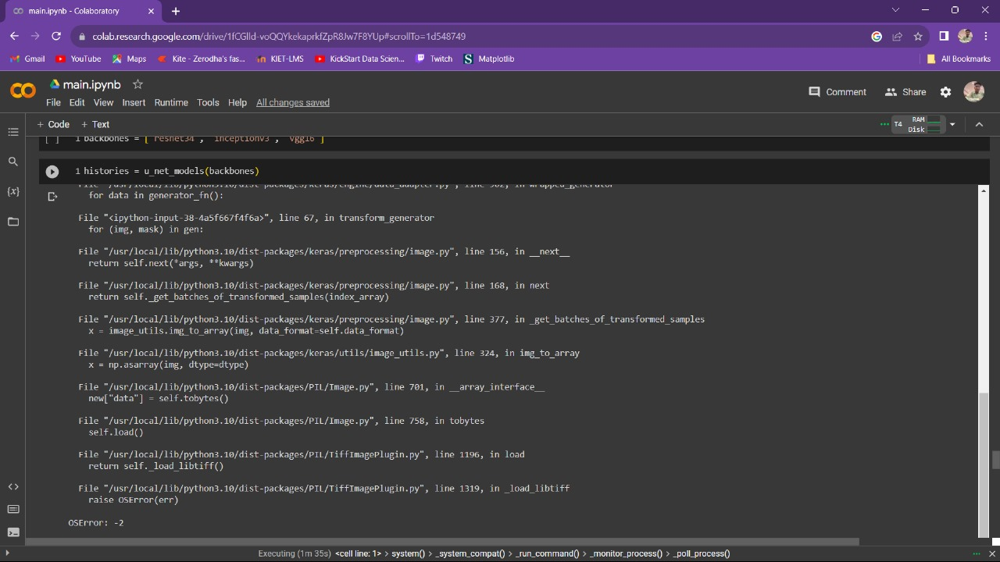 main.ipynb - Colaboratory
colab.research.google.com/drive/1fCGlld-voQQYkekaprkfZpR8Jw7F8YUp#scrollTo=1d548749
Gmail YouTube Maps Kite - Zerodha's fas... KIET-LMS KickStart Data Scien... Twitch Matplotlib All Bookmarks
main.ipynb
File Edit View Insert Runtime Tools Help All changes saved
Comment Share
+ Code + Text
T4 RAM
Disk
[ ] 1 backbones = [ 'resnet34', 'inceptionv3', 'vgg16']
1 histories = u_net_models(backbones)
File "/usr/local/lib/python3.10/dist-packages/keras/engine/data_adapter.py", line 902, in wrapped_generator
for data in generator_fn():
File "<ipython-input-38-4a5f667f4f6a>", line 67, in transform_generator
for (img, mask) in gen:
File "/usr/local/lib/python3.10/dist-packages/keras/preprocessing/image.py", line 156, in __next__
return self.next(*args, **kwargs)
File "/usr/local/lib/python3.10/dist-packages/keras/preprocessing/image.py", line 168, in next
return self._get_batches_of_transformed_samples(index_array)
File "/usr/local/lib/python3.10/dist-packages/keras/preprocessing/image.py", line 377, in _get_batches_of_transformed_samples
x = image_utils.img_to_array(img, data_format=self.data_format)
File "/usr/local/lib/python3.10/dist-packages/keras/utils/image_utils.py", line 324, in img_to_array
x = np.asarray(img, dtype=dtype)
File "/usr/local/lib/python3.10/dist-packages/PIL/Image.py", line 701, in __array_interface__
new["data"] = self.tobytes()
File "/usr/local/lib/python3.10/dist-packages/PIL/Image.py", line 758, in tobytes
self.load()
File "/usr/local/lib/python3.10/dist-packages/PIL/TiffImagePlugin.py", line 1196, in load
return self._load_libtiff()
File "/usr/local/lib/python3.10/dist-packages/PIL/TiffImagePlugin.py", line 1319, in _load_libtiff
raise OSError(err)
OSError: -2
Executing (1m 35s) <cell line: 1> > system() > _system_compat() > _run_command() > _monitor_process() > _poll_process()